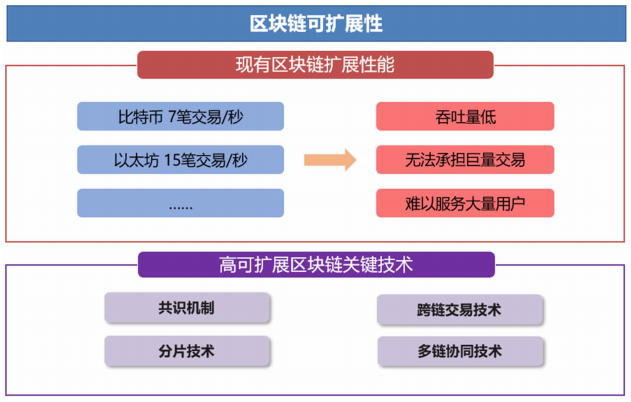 区块链可扩展性
现有区块链扩展性能
比特币 7笔交易/秒
吞吐量低
以太坊 15笔交易/秒
无法承担巨量交易
......
难以服务大量用户
高可扩展区块链关键技术
共识机制
跨链交易技术
分片技术
多链协同技术